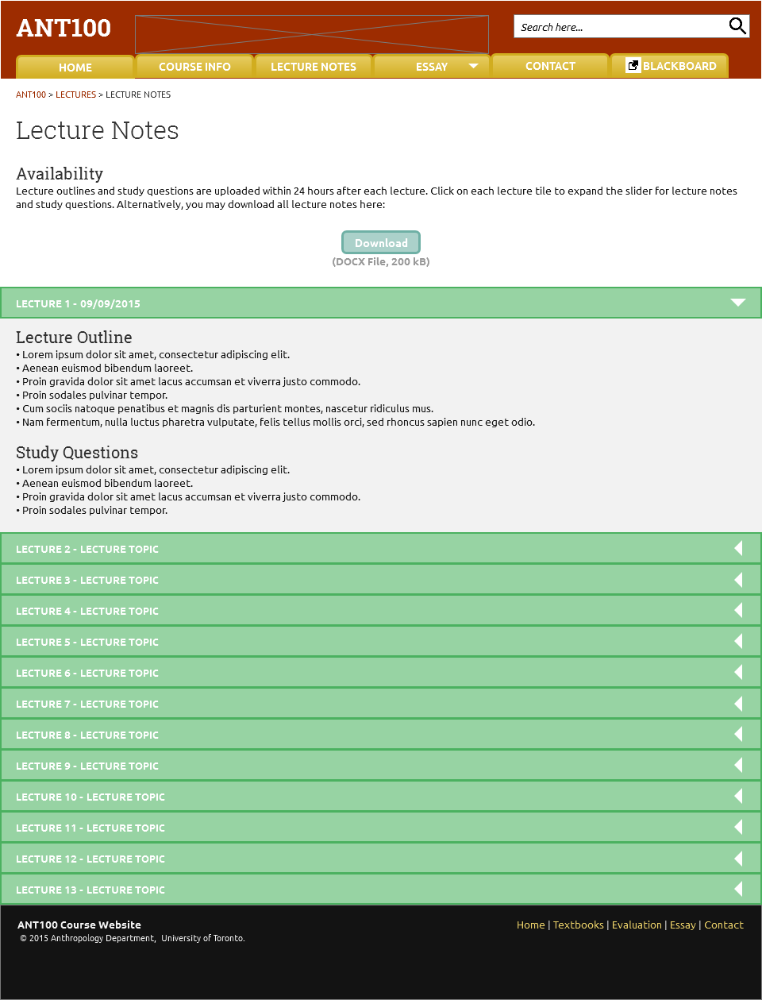 ANT100
Search here...
HOME
COURSE INFO
LECTURE NOTES
ESSAY
CONTACT
BLACKBOARD
ANT100 > LECTURES > LECTURE NOTES
Lecture Notes
Availability
Lecture outlines and study questions are uploaded within 24 hours after each lecture. Click on each lecture tile to expand the slider for lecture notes
and study questions. Alternatively, you may download all lecture notes here:
Download
(DOCX File, 200 kB)
LECTURE 1 - 09/09/2015
Lecture Outline
• Lorem ipsum dolor sit amet, consectetur adipiscing elit.
• Aenean euismod bibendum laoreet.
• Proin gravida dolor sit amet lacus accumsan et viverra justo commodo.
• Proin sodales pulvinar tempor.
• Cum sociis natoque penatibus et magnis dis parturient montes, nascetur ridiculus mus.
• Nam fermentum, nulla luctus pharetra vulputate, felis tellus mollis orci, sed rhoncus sapien nunc eget odio.
Study Questions
• Lorem ipsum dolor sit amet, consectetur adipiscing elit.
• Aenean euismod bibendum laoreet.
• Proin gravida dolor sit amet lacus accumsan et viverra justo commodo.
• Proin sodales pulvinar tempor.
LECTURE 2 - LECTURE TOPIC
LECTURE 3 - LECTURE TOPIC
LECTURE 4 - LECTURE TOPIC
LECTURE 5 - LECTURE TOPIC
LECTURE 6 - LECTURE TOPIC
LECTURE 7 - LECTURE TOPIC
LECTURE 8 - LECTURE TOPIC
LECTURE 9 - LECTURE TOPIC
LECTURE 10 - LECTURE TOPIC
LECTURE 11 - LECTURE TOPIC
LECTURE 12 - LECTURE TOPIC
LECTURE 13 - LECTURE TOPIC
ANT100 Course Website
© 2015 Anthropology Department, University of Toronto.
Home | Textbooks | Evaluation | Essay | Contact